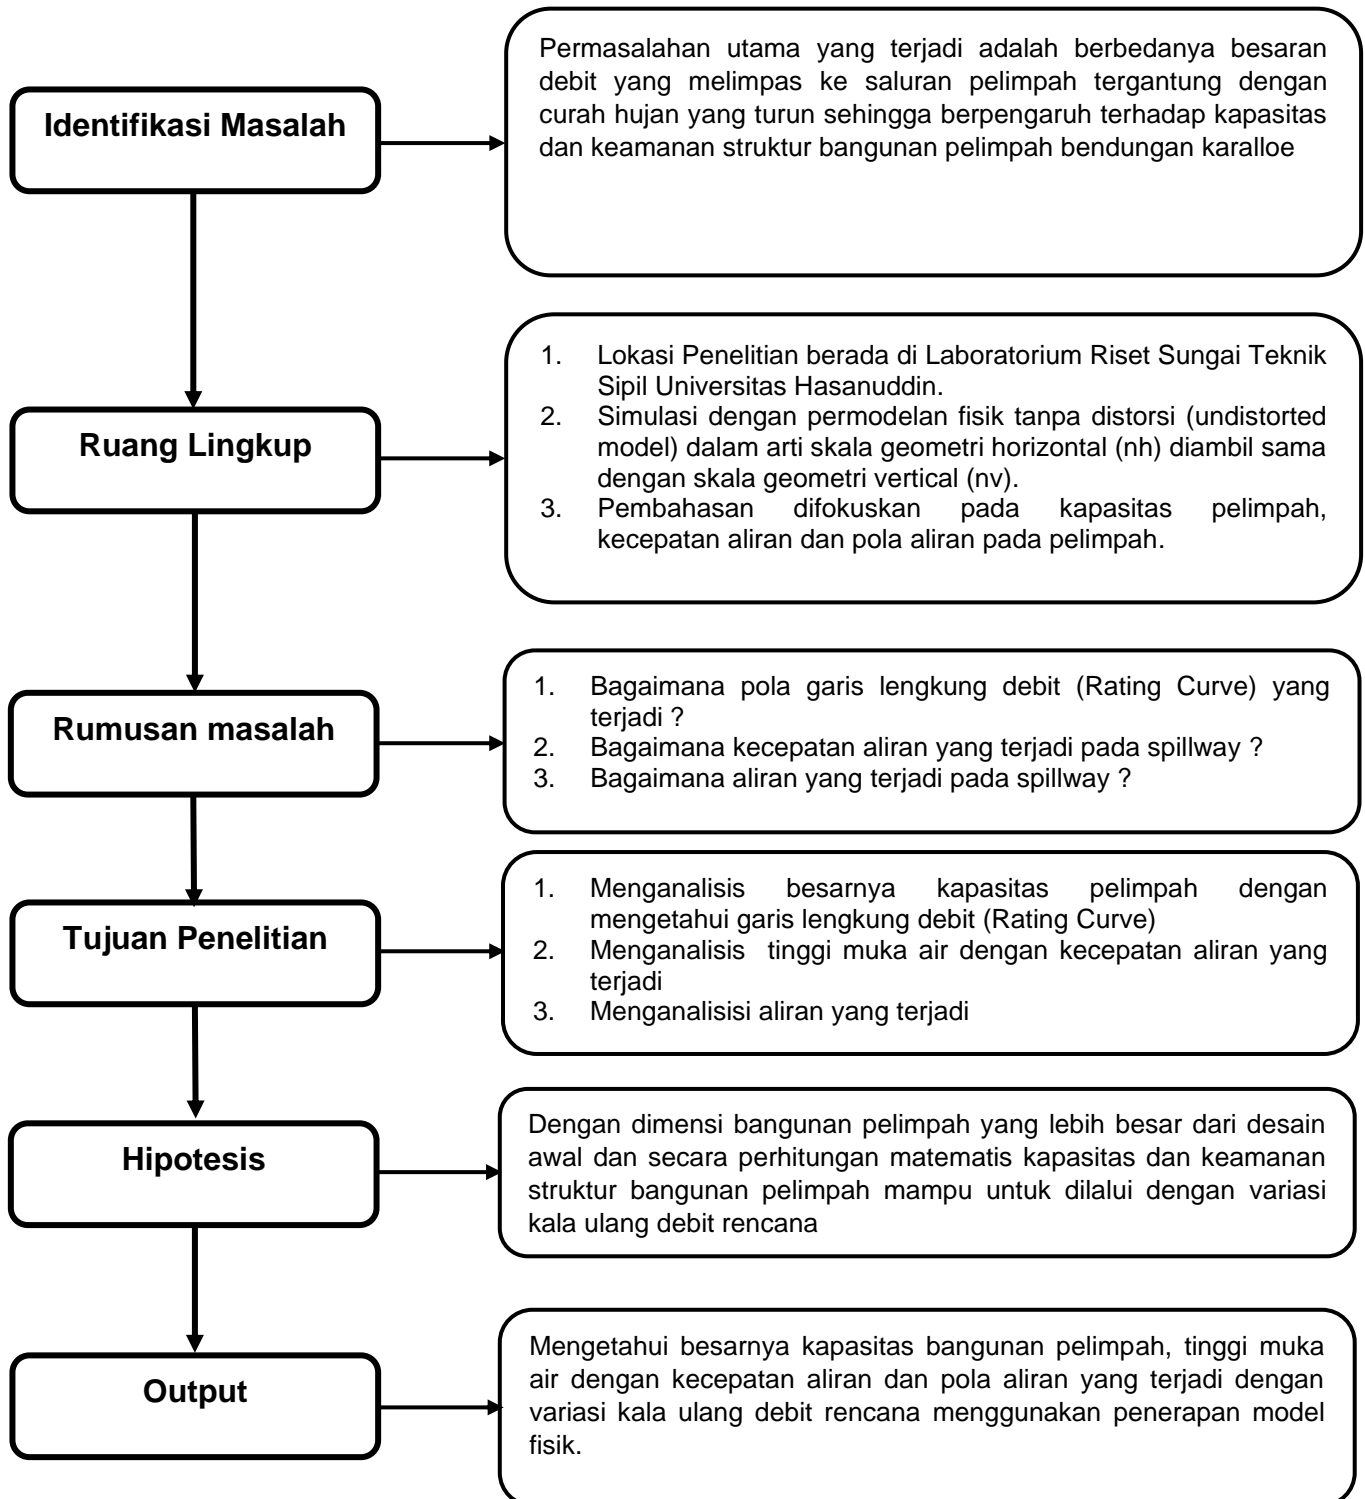 Identifikasi Masalah
Permasalahan utama yang terjadi adalah berbedanya besaran
debit yang melimpas ke saluran pelimpah tergantung dengan
curah hujan yang turun sehingga berpengaruh terhadap kapasitas
dan keamanan struktur bangunan pelimpah bendungan karalloe
Ruang Lingkup
1. Lokasi Penelitian berada di Laboratorium Riset Sungai Teknik
Sipil Universitas Hasanuddin.
2. Simulasi dengan permodelan fisik tanpa distorsi (undistorted
model) dalam arti skala geometri horizontal (nh) diambil sama
dengan skala geometri vertical (nv).
3. Pembahasan difokuskan pada kapasitas pelimpah,
kecepatan aliran dan pola aliran pada pelimpah.
Rumusan masalah
1. Bagaimana pola garis lengkung debit (Rating Curve) yang
terjadi ?
2. Bagaimana kecepatan aliran yang terjadi pada spillway ?
3. Bagaimana aliran yang terjadi pada spillway ?
Tujuan Penelitian
1. Menganalisis besarnya kapasitas pelimpah dengan
mengetahui garis lengkung debit (Rating Curve)
2. Menganalisis tinggi muka air dengan kecepatan aliran yang
terjadi
3. Menganalisisi aliran yang terjadi
Hipotesis
Dengan dimensi bangunan pelimpah yang lebih besar dari desain
awal dan secara perhitungan matematis kapasitas dan keamanan
struktur bangunan pelimpah mampu untuk dilalui dengan variasi
kala ulang debit rencana
Output
Mengetahui besarnya kapasitas bangunan pelimpah, tinggi muka
air dengan kecepatan aliran dan pola aliran yang terjadi dengan
variasi kala ulang debit rencana menggunakan penerapan model
fisik.